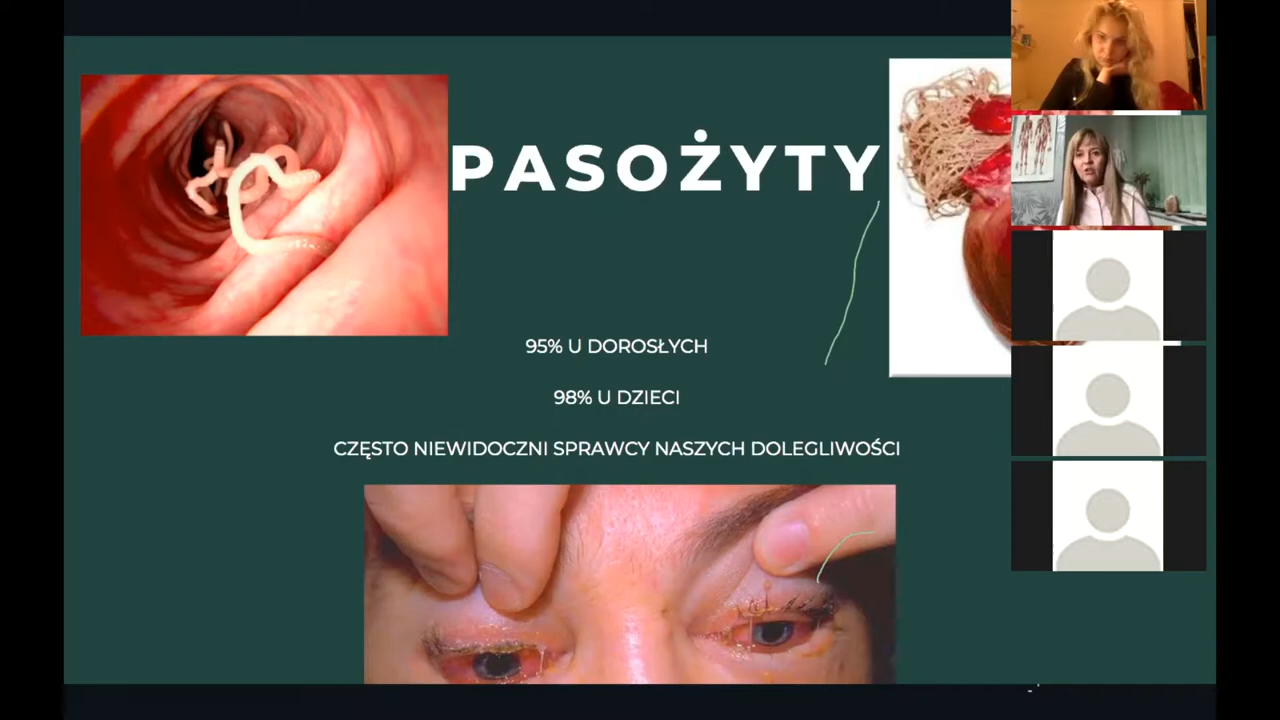 PASOŻYTY
95% U DOROSŁYCH
98% U DZIECI
CZĘSTO NIEWIDOCZNI SPRAWCY NASZYCH DOLEGLIWOŚCI